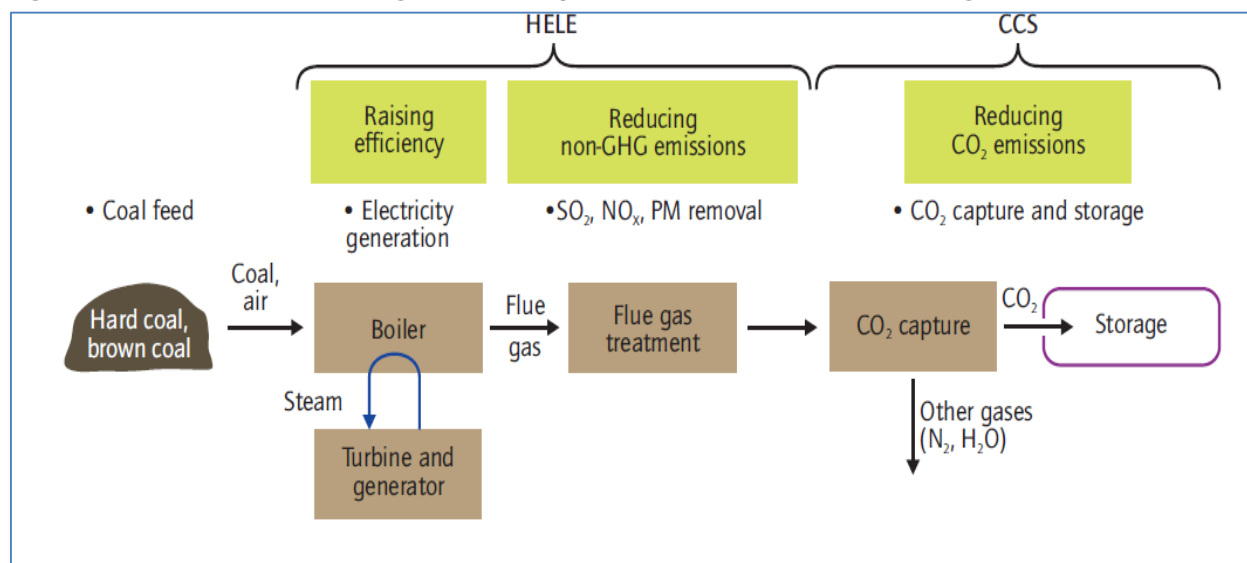 HELE
CCS
Raising
efficiency
Reducing
non-GHG emissions
Reducing
CO₂ emissions
• Coal feed
• Electricity
generation
•SO₂, NOₓ, PM removal
• CO₂ capture and storage
Coal,
air
Hard coal,
brown coal
Boiler
Flue
gas
Flue gas
treatment
CO₂ capture
CO₂
Storage
Steam
Turbine and
generator
Other gases
(N₂, H₂O)